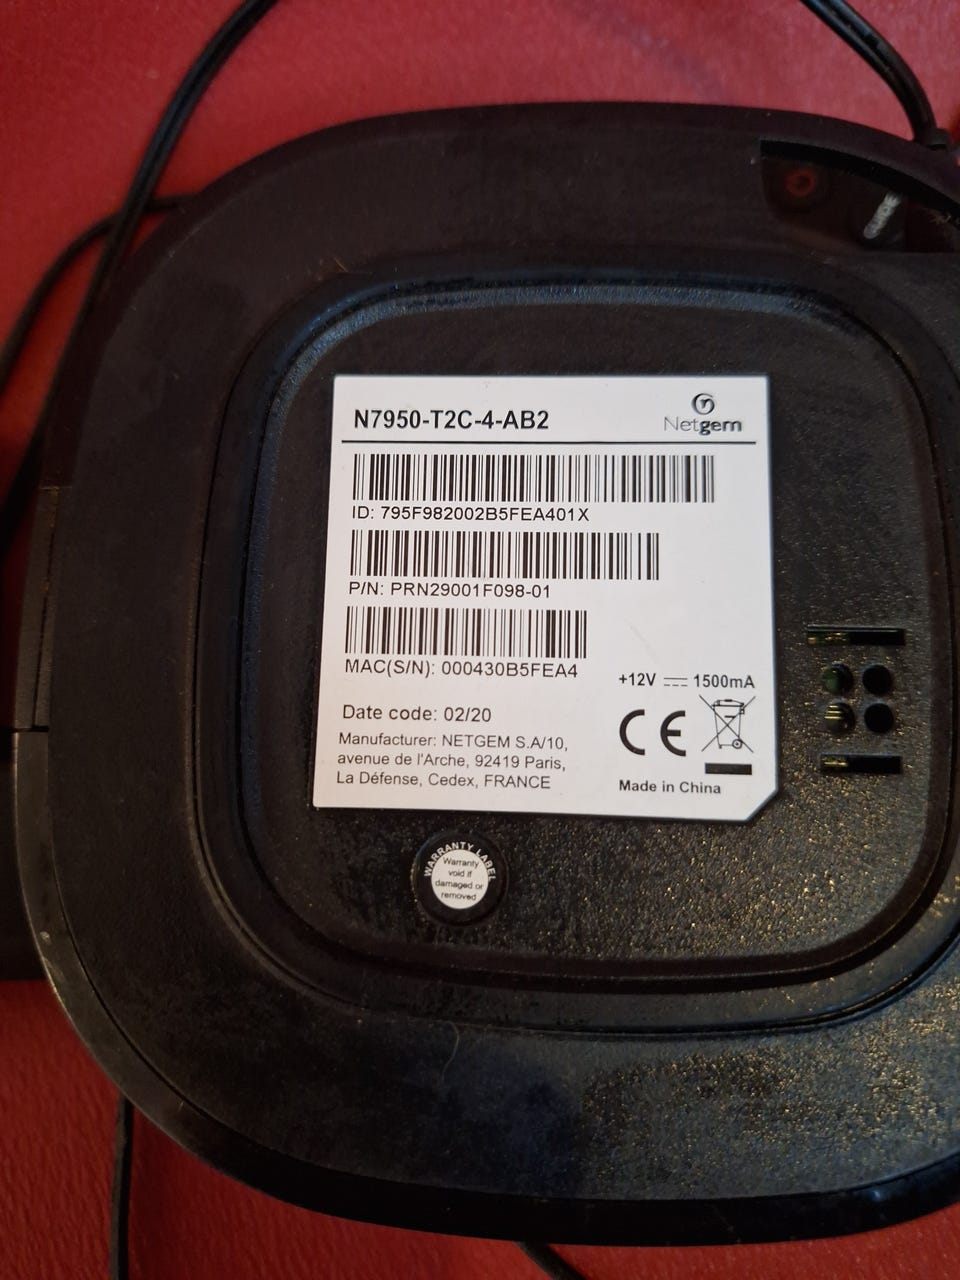 N7950-T2C-4-AB2
Netgem
ID: 795F982002B5FEA401X
P/N: PRN29001F098-01
MAC(S/N): 000430B5FEA4
+12V ⎓ 1500mA
Date code: 02/20
Manufacturer: NETGEM S.A/10,
avenue de l'Arche, 92419 Paris,
La Défense, Cedex, FRANCE
CE
Made in China
WARRANTY LABEL
Warranty
void if
damaged or
removed